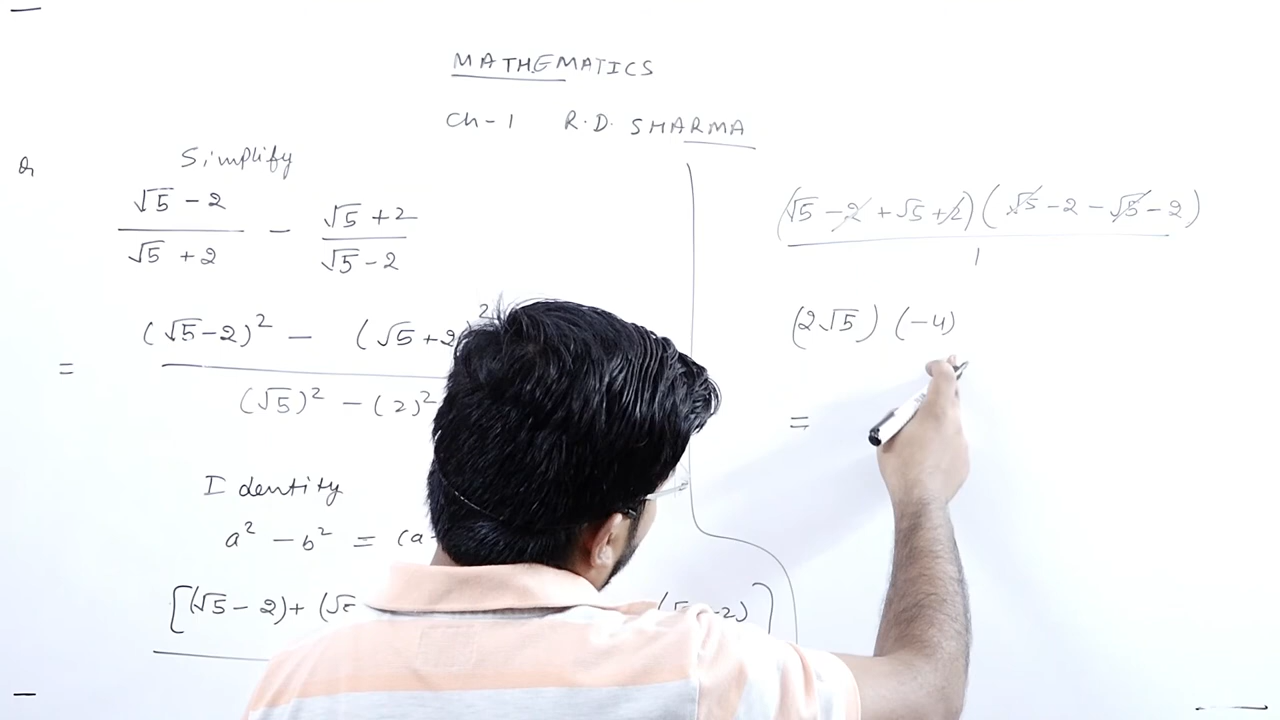 MATHEMATICS
Ch-1 R.D. SHARMA
Q
Simplify
√5 - 2 / √5 + 2 - √5 + 2 / √5 - 2
= (√5-2)² - (√5+2)² / (√5)² - (2)²
Identity
a² - b² = (a
[(√5 - 2) + (√5 -2)]
(√5 - 2 + √5 + 2) (√5 - 2 - √5 - 2) / 1
(2√5) (-4)
=